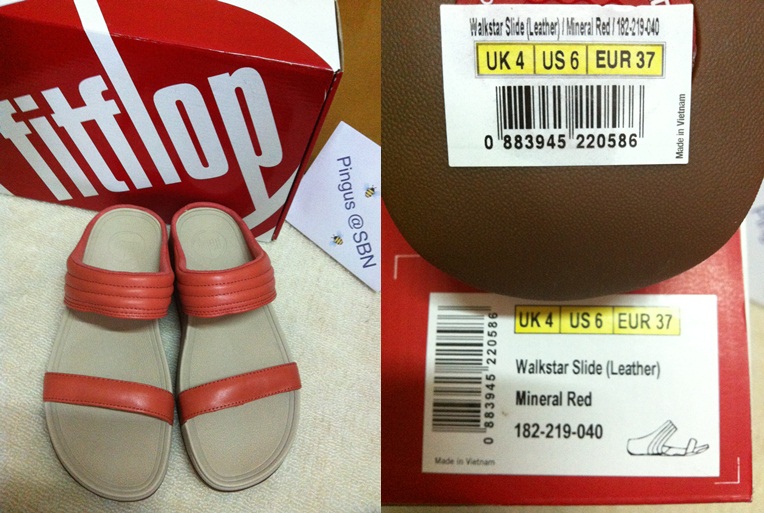 fitflop
Pingus @SBN
Walkstar Slide (Leather) / Mineral Red / 182-219-040
UK 4 US 6 EUR 37
0 883945 220586
Made in Vietnam
UK 4 US 6 EUR 37
0 883945 220586
Walkstar Slide (Leather)
Mineral Red
182-219-040
Made in Vietnam